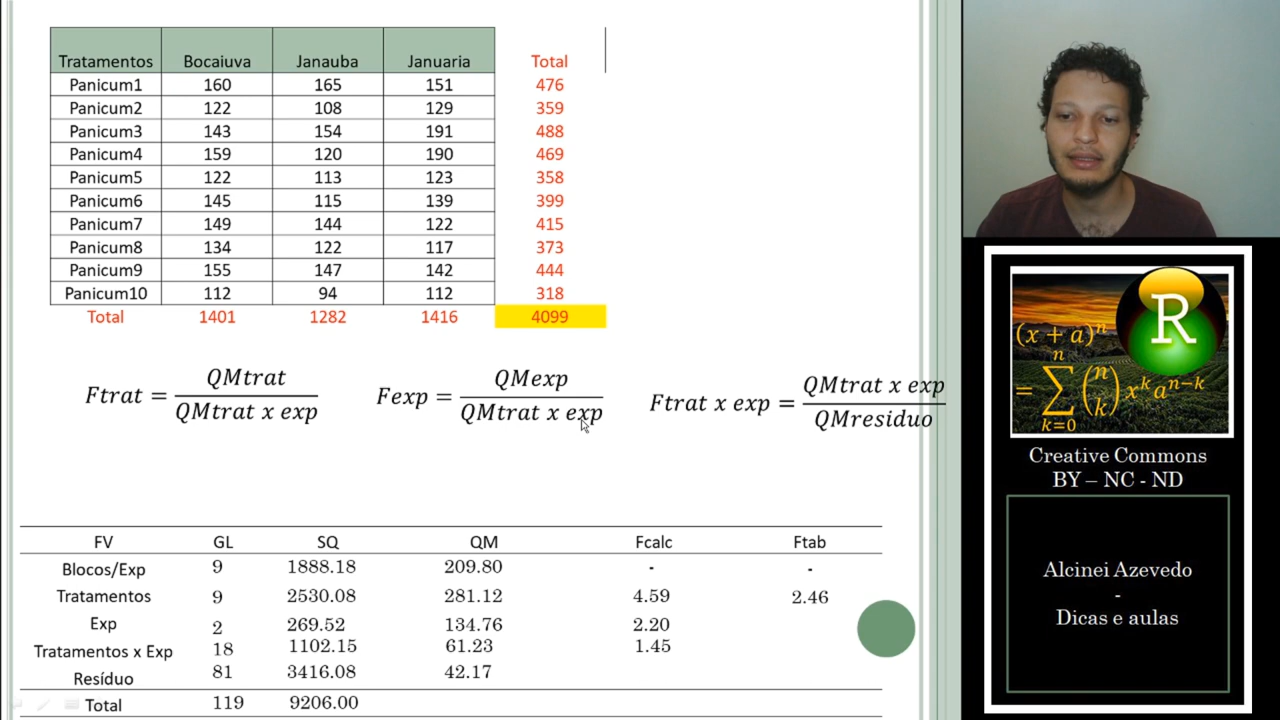 Tratamentos Bocaiuva Janauba Januaria Total
Panicum1 160 165 151 476
Panicum2 122 108 129 359
Panicum3 143 154 191 488
Panicum4 159 120 190 469
Panicum5 122 113 123 358
Panicum6 145 115 139 399
Panicum7 149 144 122 415
Panicum8 134 122 117 373
Panicum9 155 147 142 444
Panicum10 112 94 112 318
Total 1401 1282 1416 4099
Ftrat = QMtrat / QMtrat x exp
Fexp = QMexp / QMtrat x exp
Ftrat x exp = QMtrat x exp / QMresiduo
FV GL SQ QM Fcalc Ftab
Blocos/Exp 9 1888.18 209.80 - -
Tratamentos 9 2530.08 281.12 4.59 2.46
Exp 2 269.52 134.76 2.20
Tratamentos x Exp 18 1102.15 61.23 1.45
Resíduo 81 3416.08 42.17
Total 119 9206.00
R
(x + a)^n
= ∑ n k=0 (n k) x^k a^{n−k}
Creative Commons
BY – NC - ND
Alcinei Azevedo
-
Dicas e aulas